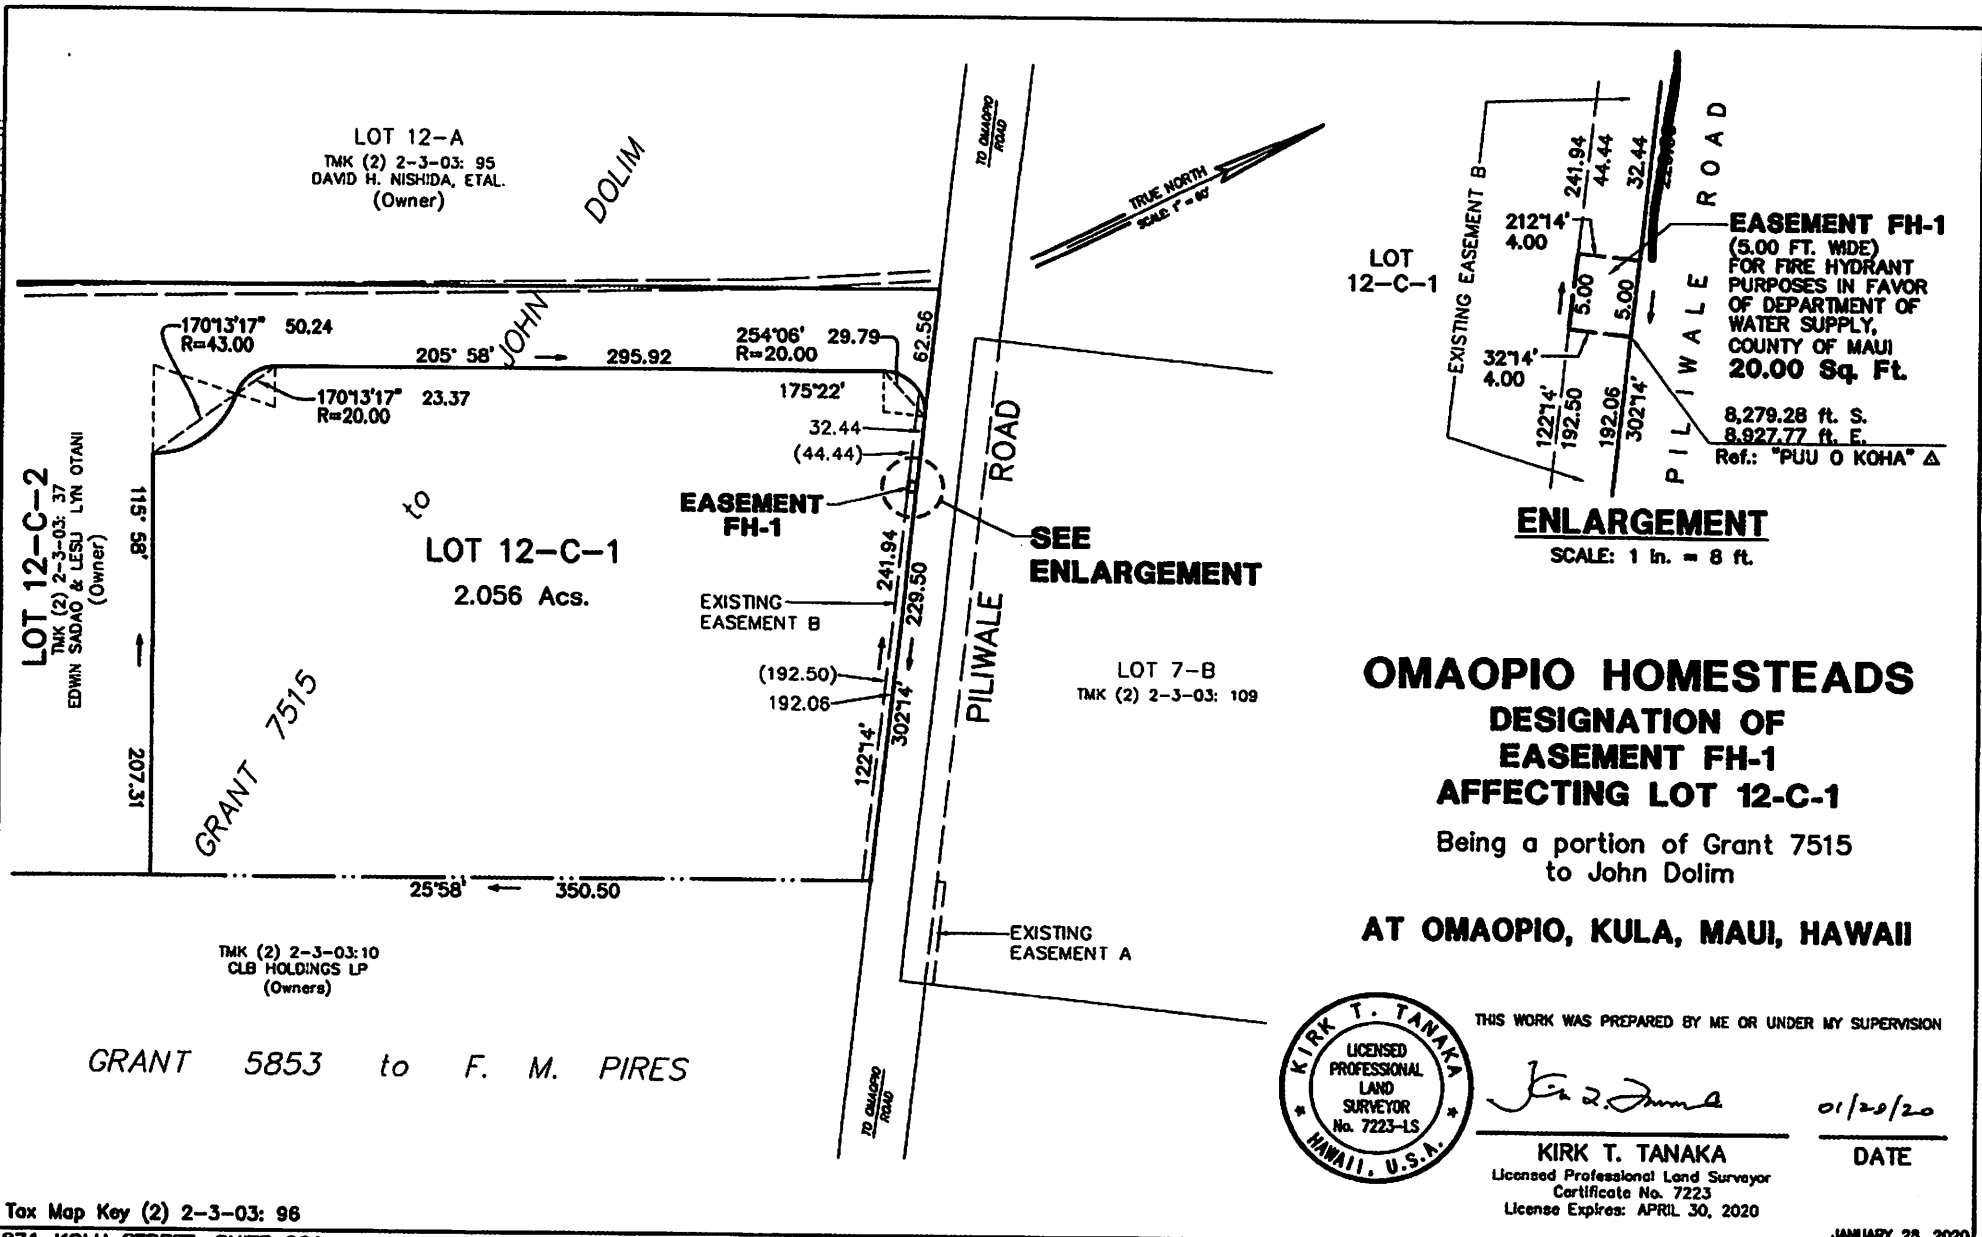 LOT 12-A
TMK (2) 2-3-03: 95
DAVID H. NISHIDA, ETAL.
(Owner)
DOLIM
JOHN
to
GRANT 7515
TO OMAOPIO
ROAD
TRUE NORTH
SCALE: 1" = 60'
170°13'17" 50.24
R=43.00
170°13'17" 23.37
R=20.00
205° 58' 295.92
254°06' 29.79
R=20.00
175°22'
62.56
32.44
(44.44)
EASEMENT
FH-1
LOT 12-C-1
2.056 Acs.
LOT 12-C-2
TMK (2) 2-3-03: 37
EDWIN SADAO & LESLI LYN OTANI
(Owner)
115° 58'
207.31
241.94
229.50
EXISTING
EASEMENT B
(192.50)
192.06
122°14'
302°14'
SEE
ENLARGEMENT
PILIWALE ROAD
LOT 7-B
TMK (2) 2-3-03: 109
25°58' 350.50
EXISTING
EASEMENT A
TMK (2) 2-3-03:10
CLB HOLDINGS LP
(Owners)
GRANT 5853 to F. M. PIRES
TO OMAOPIO
ROAD
EXISTING EASEMENT B
241.94
44.44
32.44
PILIWALE ROAD
LOT
12-C-1
212°14'
4.00
5.00
5.00
32°14'
4.00
122°14'
192.50
192.06
302°14'
EASEMENT FH-1
(5.00 FT. WIDE)
FOR FIRE HYDRANT
PURPOSES IN FAVOR
OF DEPARTMENT OF
WATER SUPPLY,
COUNTY OF MAUI
20.00 Sq. Ft.
8,279.28 ft. S.
8,927.77 ft. E.
Ref.: "PUU O KOHA" △
ENLARGEMENT
SCALE: 1 in. = 8 ft.
OMAOPIO HOMESTEADS
DESIGNATION OF
EASEMENT FH-1
AFFECTING LOT 12-C-1
Being a portion of Grant 7515
to John Dolim
AT OMAOPIO, KULA, MAUI, HAWAII
KIRK T. TANAKA
LICENSED
PROFESSIONAL
LAND
SURVEYOR
No. 7223-LS
HAWAII, U.S.A.
THIS WORK WAS PREPARED BY ME OR UNDER MY SUPERVISION
01/28/20
KIRK T. TANAKA
DATE
Licensed Professional Land Surveyor
Certificate No. 7223
License Expires: APRIL 30, 2020
Tax Map Key (2) 2-3-03: 96
JANUARY 28, 2020